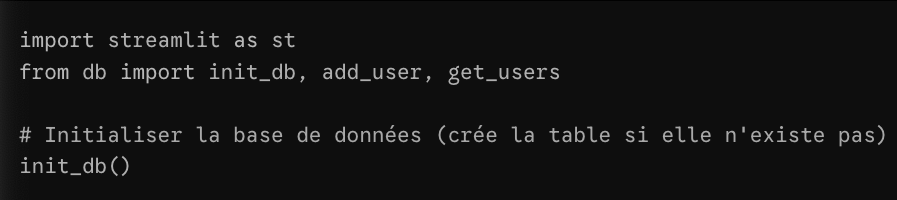 import streamlit as st
from db import init_db, add_user, get_users
# Initialiser la base de données (crée la table si elle n'existe pas)
init_db()